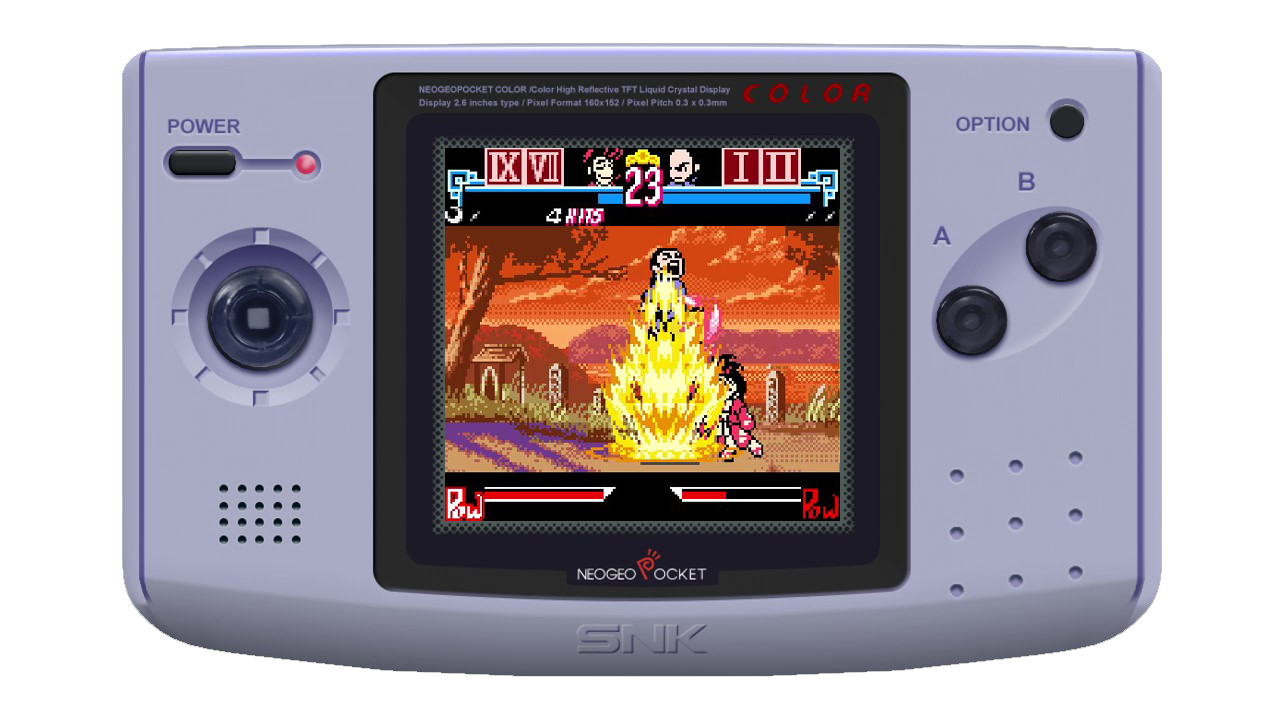 NEOGEOPOCKET COLOR /Color High Reflective TFT Liquid Crystal Display
Display 2.6 inches type / Pixel Format 160x152 / Pixel Pitch 0.3 x 0.3mm
COLOR
POWER
OPTION
B
A
IX VII 23 I II
4 HITS
POW POW
NEOGEO POCKET
SNK